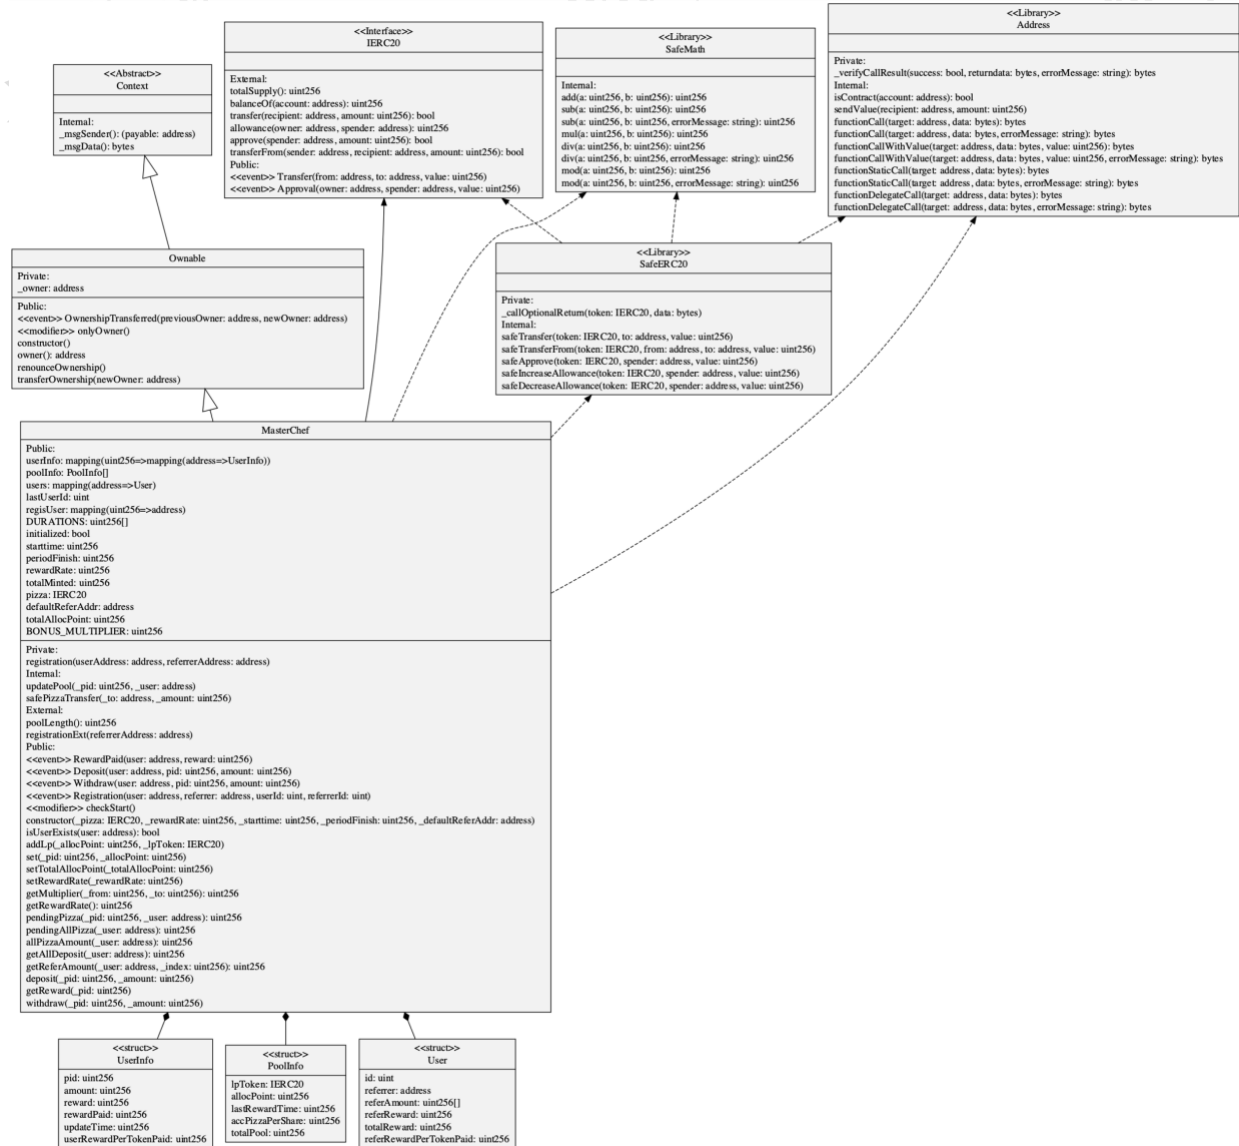 <<Abstract>>
Context
Internal:
_msgSender(): (payable: address)
_msgData(): bytes
<<Interface>>
IERC20
External:
totalSupply(): uint256
balanceOf(account: address): uint256
transfer(recipient: address, amount: uint256): bool
allowance(owner: address, spender: address): uint256
approve(spender: address, amount: uint256): bool
transferFrom(sender: address, recipient: address, amount: uint256): bool
Public:
<<event>> Transfer(from: address, to: address, value: uint256)
<<event>> Approval(owner: address, spender: address, value: uint256)
<<Library>>
SafeMath
Internal:
add(a: uint256, b: uint256): uint256
sub(a: uint256, b: uint256): uint256
sub(a: uint256, b: uint256, errorMessage: string): uint256
mul(a: uint256, b: uint256): uint256
div(a: uint256, b: uint256): uint256
div(a: uint256, b: uint256, errorMessage: string): uint256
mod(a: uint256, b: uint256): uint256
mod(a: uint256, b: uint256, errorMessage: string): uint256
<<Library>>
Address
Private:
_verifyCallResult(success: bool, returndata: bytes, errorMessage: string): bytes
Internal:
isContract(account: address): bool
sendValue(recipient: address, amount: uint256)
functionCall(target: address, data: bytes): bytes
functionCall(target: address, data: bytes, errorMessage: string): bytes
functionCallWithValue(target: address, data: bytes, value: uint256): bytes
functionCallWithValue(target: address, data: bytes, value: uint256, errorMessage: string): bytes
functionStaticCall(target: address, data: bytes): bytes
functionStaticCall(target: address, data: bytes, errorMessage: string): bytes
functionDelegateCall(target: address, data: bytes): bytes
functionDelegateCall(target: address, data: bytes, errorMessage: string): bytes
Ownable
Private:
_owner: address
Public:
<<event>> OwnershipTransferred(previousOwner: address, newOwner: address)
<<modifier>> onlyOwner()
constructor()
owner(): address
renounceOwnership()
transferOwnership(newOwner: address)
<<Library>>
SafeERC20
Private:
_callOptionalReturn(token: IERC20, data: bytes)
Internal:
safeTransfer(token: IERC20, to: address, value: uint256)
safeTransferFrom(token: IERC20, from: address, to: address, value: uint256)
safeApprove(token: IERC20, spender: address, value: uint256)
safeIncreaseAllowance(token: IERC20, spender: address, value: uint256)
safeDecreaseAllowance(token: IERC20, spender: address, value: uint256)
MasterChef
Public:
userInfo: mapping(uint256=>mapping(address=>UserInfo))
poolInfo: PoolInfo[]
users: mapping(address=>User)
lastUserId: uint
regisUser: mapping(uint256=>address)
DURATIONS: uint256[]
initialized: bool
starttime: uint256
periodFinish: uint256
rewardRate: uint256
totalMinted: uint256
pizza: IERC20
defaultReferAddr: address
totalAllocPoint: uint256
BONUS_MULTIPLIER: uint256
Private:
registration(userAddress: address, referrerAddress: address)
Internal:
updatePool(_pid: uint256, _user: address)
safePizzaTransfer(_to: address, _amount: uint256)
External:
poolLength(): uint256
registrationExt(referrerAddress: address)
Public:
<<event>> RewardPaid(user: address, reward: uint256)
<<event>> Deposit(user: address, pid: uint256, amount: uint256)
<<event>> Withdraw(user: address, pid: uint256, amount: uint256)
<<event>> Registration(user: address, referrer: address, userId: uint, referrerId: uint)
<<modifier>> checkStart()
constructor(_pizza: IERC20, _rewardRate: uint256, _starttime: uint256, _periodFinish: uint256, _defaultReferAddr: address)
isUserExists(user: address): bool
addLp(_allocPoint: uint256, _lpToken: IERC20)
set(_pid: uint256, _allocPoint: uint256)
setTotalAllocPoint(_totalAllocPoint: uint256)
setRewardRate(_rewardRate: uint256)
getMultiplier(_from: uint256, _to: uint256): uint256
getRewardRate(): uint256
pendingPizza(_pid: uint256, _user: address): uint256
pendingAllPizza(_user: address): uint256
allPizzaAmount(_user: address): uint256
getAllDeposit(_user: address): uint256
getReferAmount(_user: address, _index: uint256): uint256
deposit(_pid: uint256, _amount: uint256)
getReward(_pid: uint256)
withdraw(_pid: uint256, _amount: uint256)
<<struct>>
UserInfo
pid: uint256
amount: uint256
reward: uint256
rewardPaid: uint256
updateTime: uint256
userRewardPerTokenPaid: uint256
<<struct>>
PoolInfo
lpToken: IERC20
allocPoint: uint256
lastRewardTime: uint256
accPizzaPerShare: uint256
totalPool: uint256
<<struct>>
User
id: uint
referrer: address
referAmount: uint256[]
referReward: uint256
totalReward: uint256
referRewardPerTokenPaid: uint256